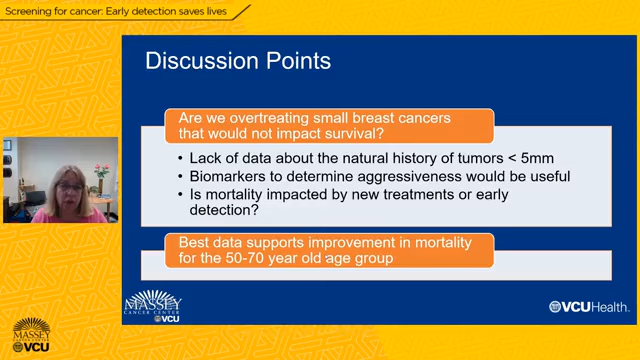 Screening for cancer: Early detection saves lives
Discussion Points
Are we overtreating small breast cancers
that would not impact survival?
• Lack of data about the natural history of tumors < 5mm
• Biomarkers to determine aggressiveness would be useful
• Is mortality impacted by new treatments or early
detection?
Best data supports improvement in mortality
for the 50-70 year old age group
MASSEY
CANCER CENTER
VCU
VCUHealth.
MASSEY
CANCER CENTER
VCU